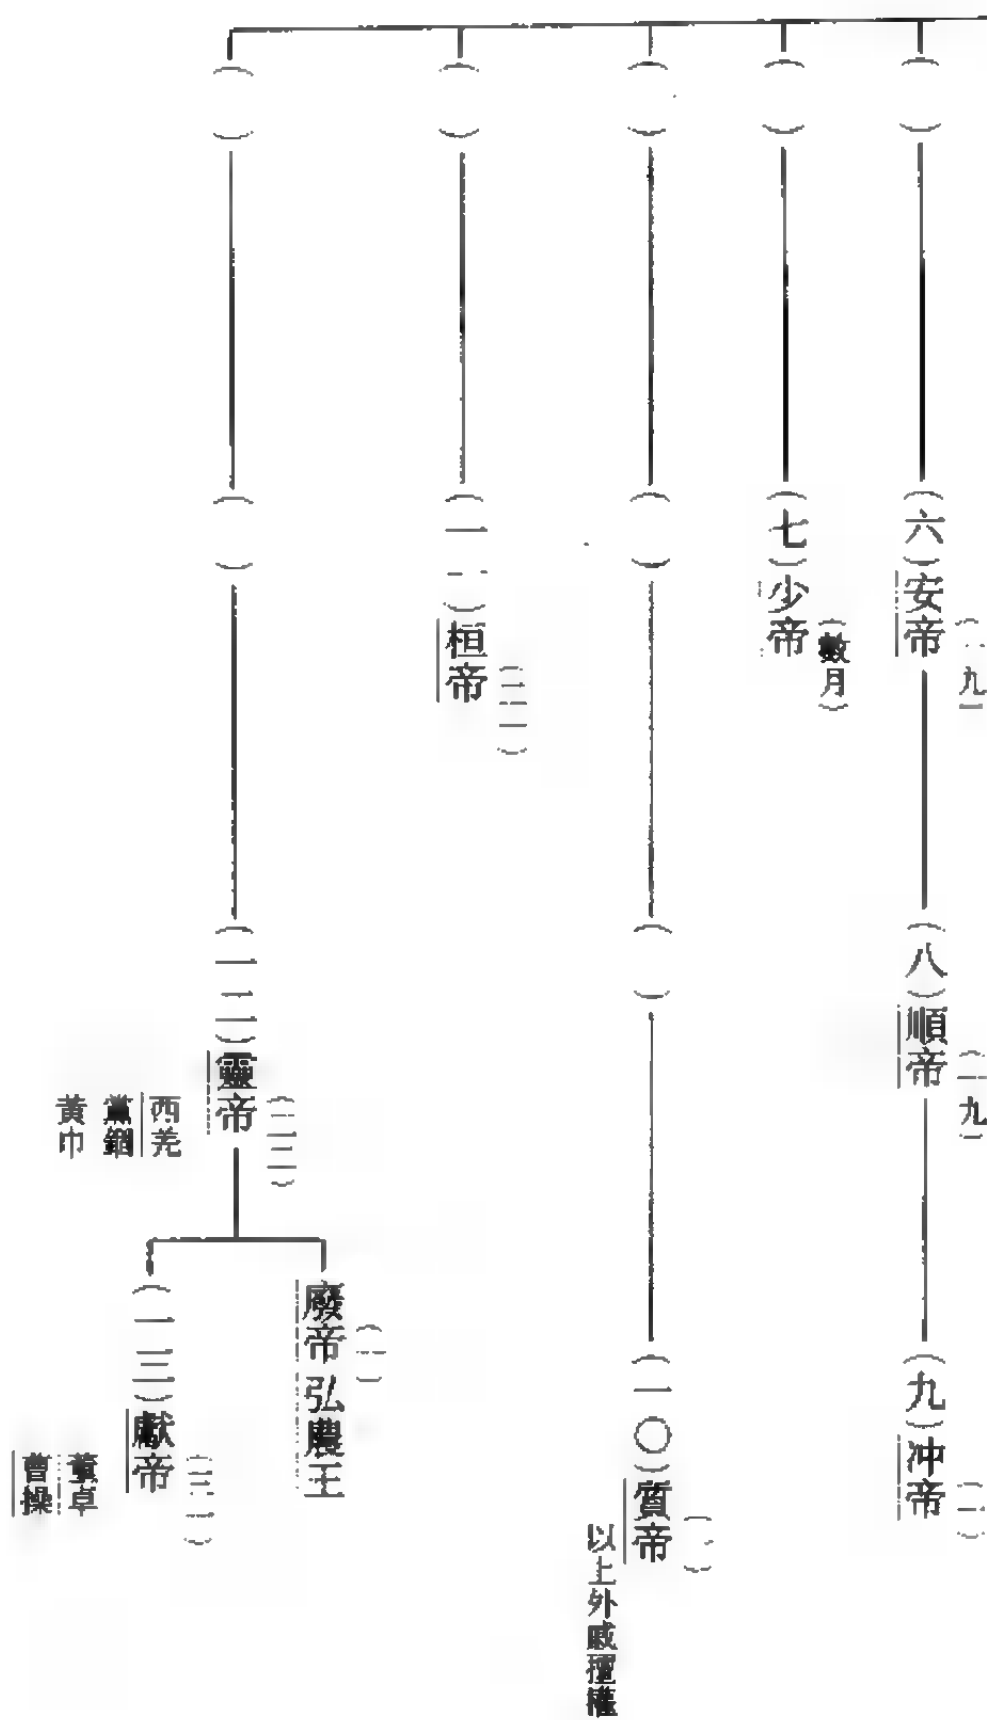 （　）
（六）安帝
（一九）
（八）順帝
（一九）
（九）冲帝
（一）
（　）
（七）少帝
（數月）
（　）
（　）
（　）
（一〇）質帝
（一）
以上外戚擅權
（　）
（一一）桓帝
（二一）
（　）
（　）
（一二）靈帝
（二二）
西羌
黨錮
黃巾
廢帝弘農王
（一三）獻帝
（三一）
董卓
曹操